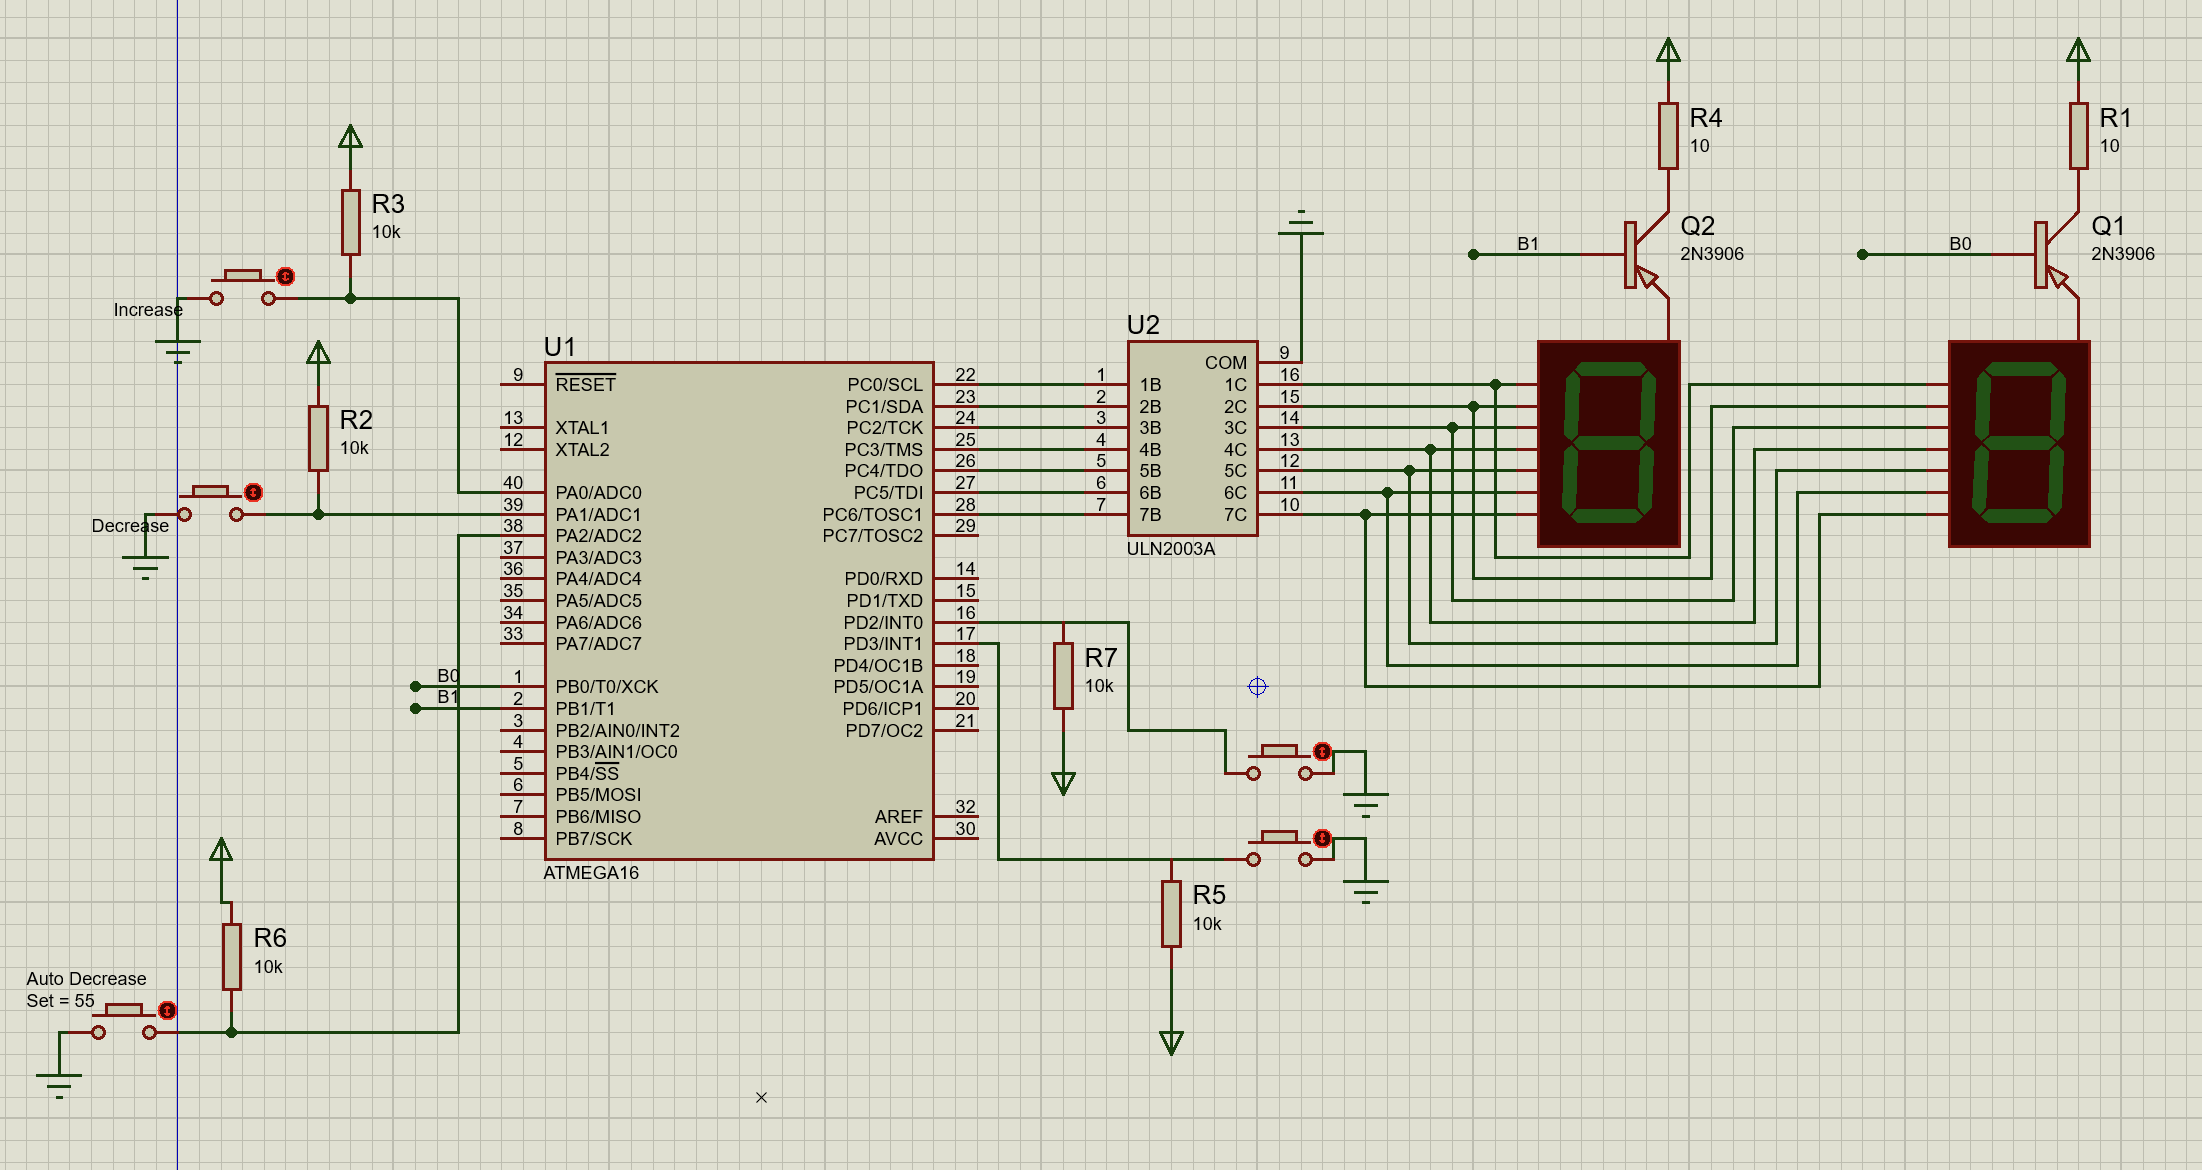 R3
10k
Increase
R2
10k
Decrease
U1
9
13
12
40
39
38
37
36
35
34
33
1
2
3
4
5
6
7
8
RESET
XTAL1
XTAL2
PA0/ADC0
PA1/ADC1
PA2/ADC2
PA3/ADC3
PA4/ADC4
PA5/ADC5
PA6/ADC6
PA7/ADC7
PB0/T0/XCK
PB1/T1
PB2/AIN0/INT2
PB3/AIN1/OC0
PB4/SS
PB5/MOSI
PB6/MISO
PB7/SCK
PC0/SCL
PC1/SDA
PC2/TCK
PC3/TMS
PC4/TDO
PC5/TDI
PC6/TOSC1
PC7/TOSC2
PD0/RXD
PD1/TXD
PD2/INT0
PD3/INT1
PD4/OC1B
PD5/OC1A
PD6/ICP1
PD7/OC2
AREF
AVCC
22
23
24
25
26
27
28
29
14
15
16
17
18
19
20
21
32
30
ATMEGA16
B0
B1
R6
10k
Auto Decrease
Set = 55
U2
1
2
3
4
5
6
7
1B
2B
3B
4B
5B
6B
7B
COM
1C
2C
3C
4C
5C
6C
7C
9
16
15
14
13
12
11
10
ULN2003A
R7
10k
R5
10k
R4
10
B1
Q2
2N3906
R1
10
B0
Q1
2N3906